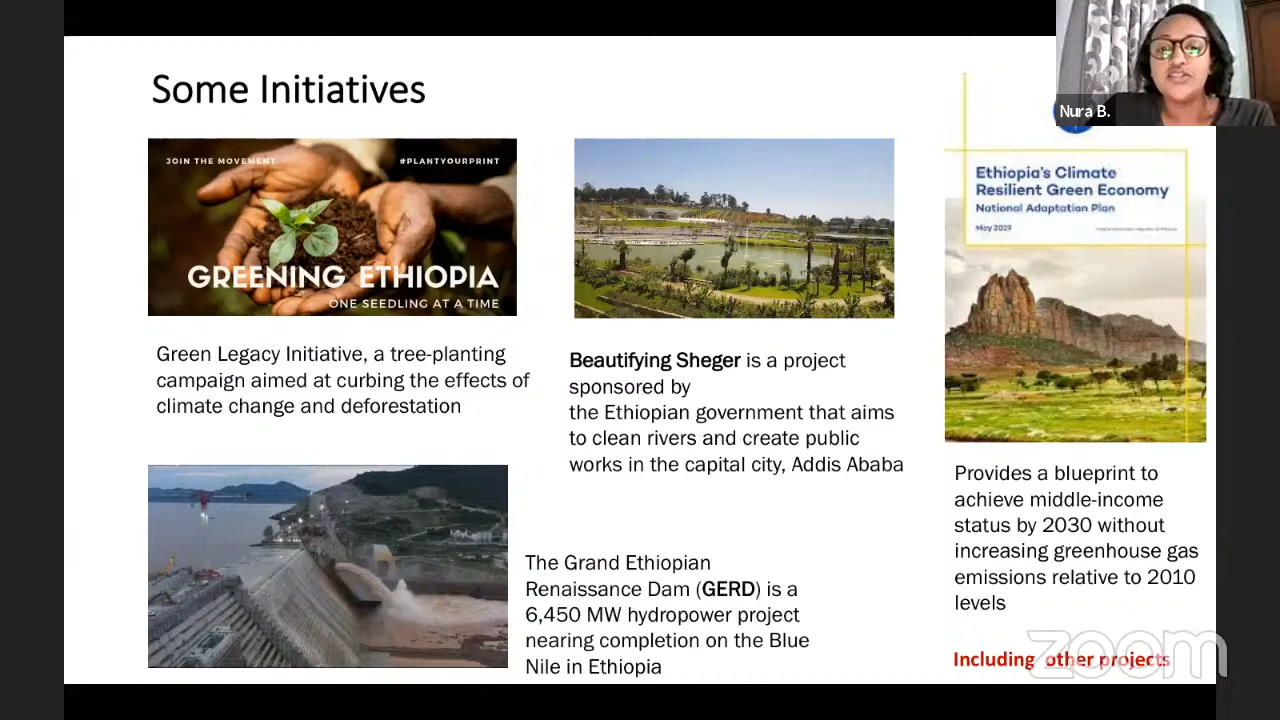 Some Initiatives
Nura B.
JOIN THE MOVEMENT
#PLANTYOURPRINT
GREENING ETHIOPIA
ONE SEEDLING AT A TIME
Green Legacy Initiative, a tree-planting
campaign aimed at curbing the effects of
climate change and deforestation
Beautifying Sheger is a project
sponsored by
the Ethiopian government that aims
to clean rivers and create public
works in the capital city, Addis Ababa
Ethiopia's Climate
Resilient Green Economy
National Adaptation Plan
May 2019
The Grand Ethiopian
Renaissance Dam (GERD) is a
6,450 MW hydropower project
nearing completion on the Blue
Nile in Ethiopia
Provides a blueprint to
achieve middle-income
status by 2030 without
increasing greenhouse gas
emissions relative to 2010
levels
Including other projects
zoom